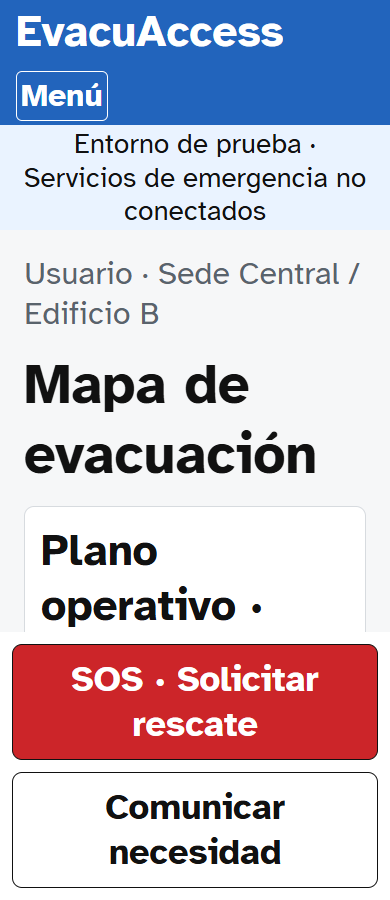 EvacuAccess
Menú
Entorno de prueba ·
Servicios de emergencia no
conectados
Usuario · Sede Central /
Edificio B
Mapa de
evacuación
Plano
operativo ·
SOS · Solicitar
rescate
Comunicar
necesidad